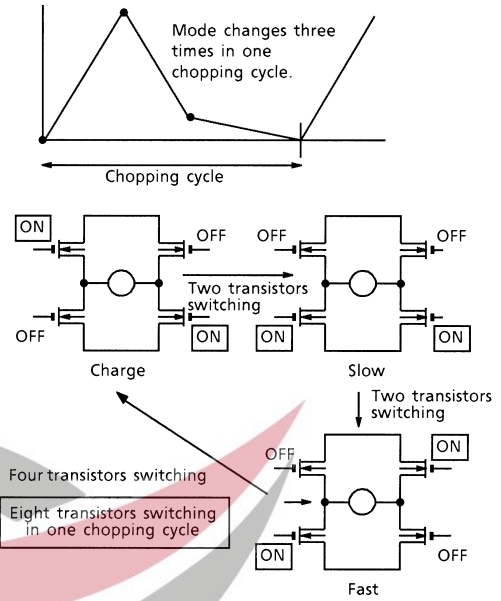 Mode changes three
times in one
chopping cycle.
Chopping cycle
ON
OFF
OFF
OFF
Two transistors
switching
OFF
ON
ON
ON
Charge
Slow
Two transistors
switching
OFF
ON
Four transistors switching
Eight transistors switching
in one chopping cycle
ON
OFF
Fast